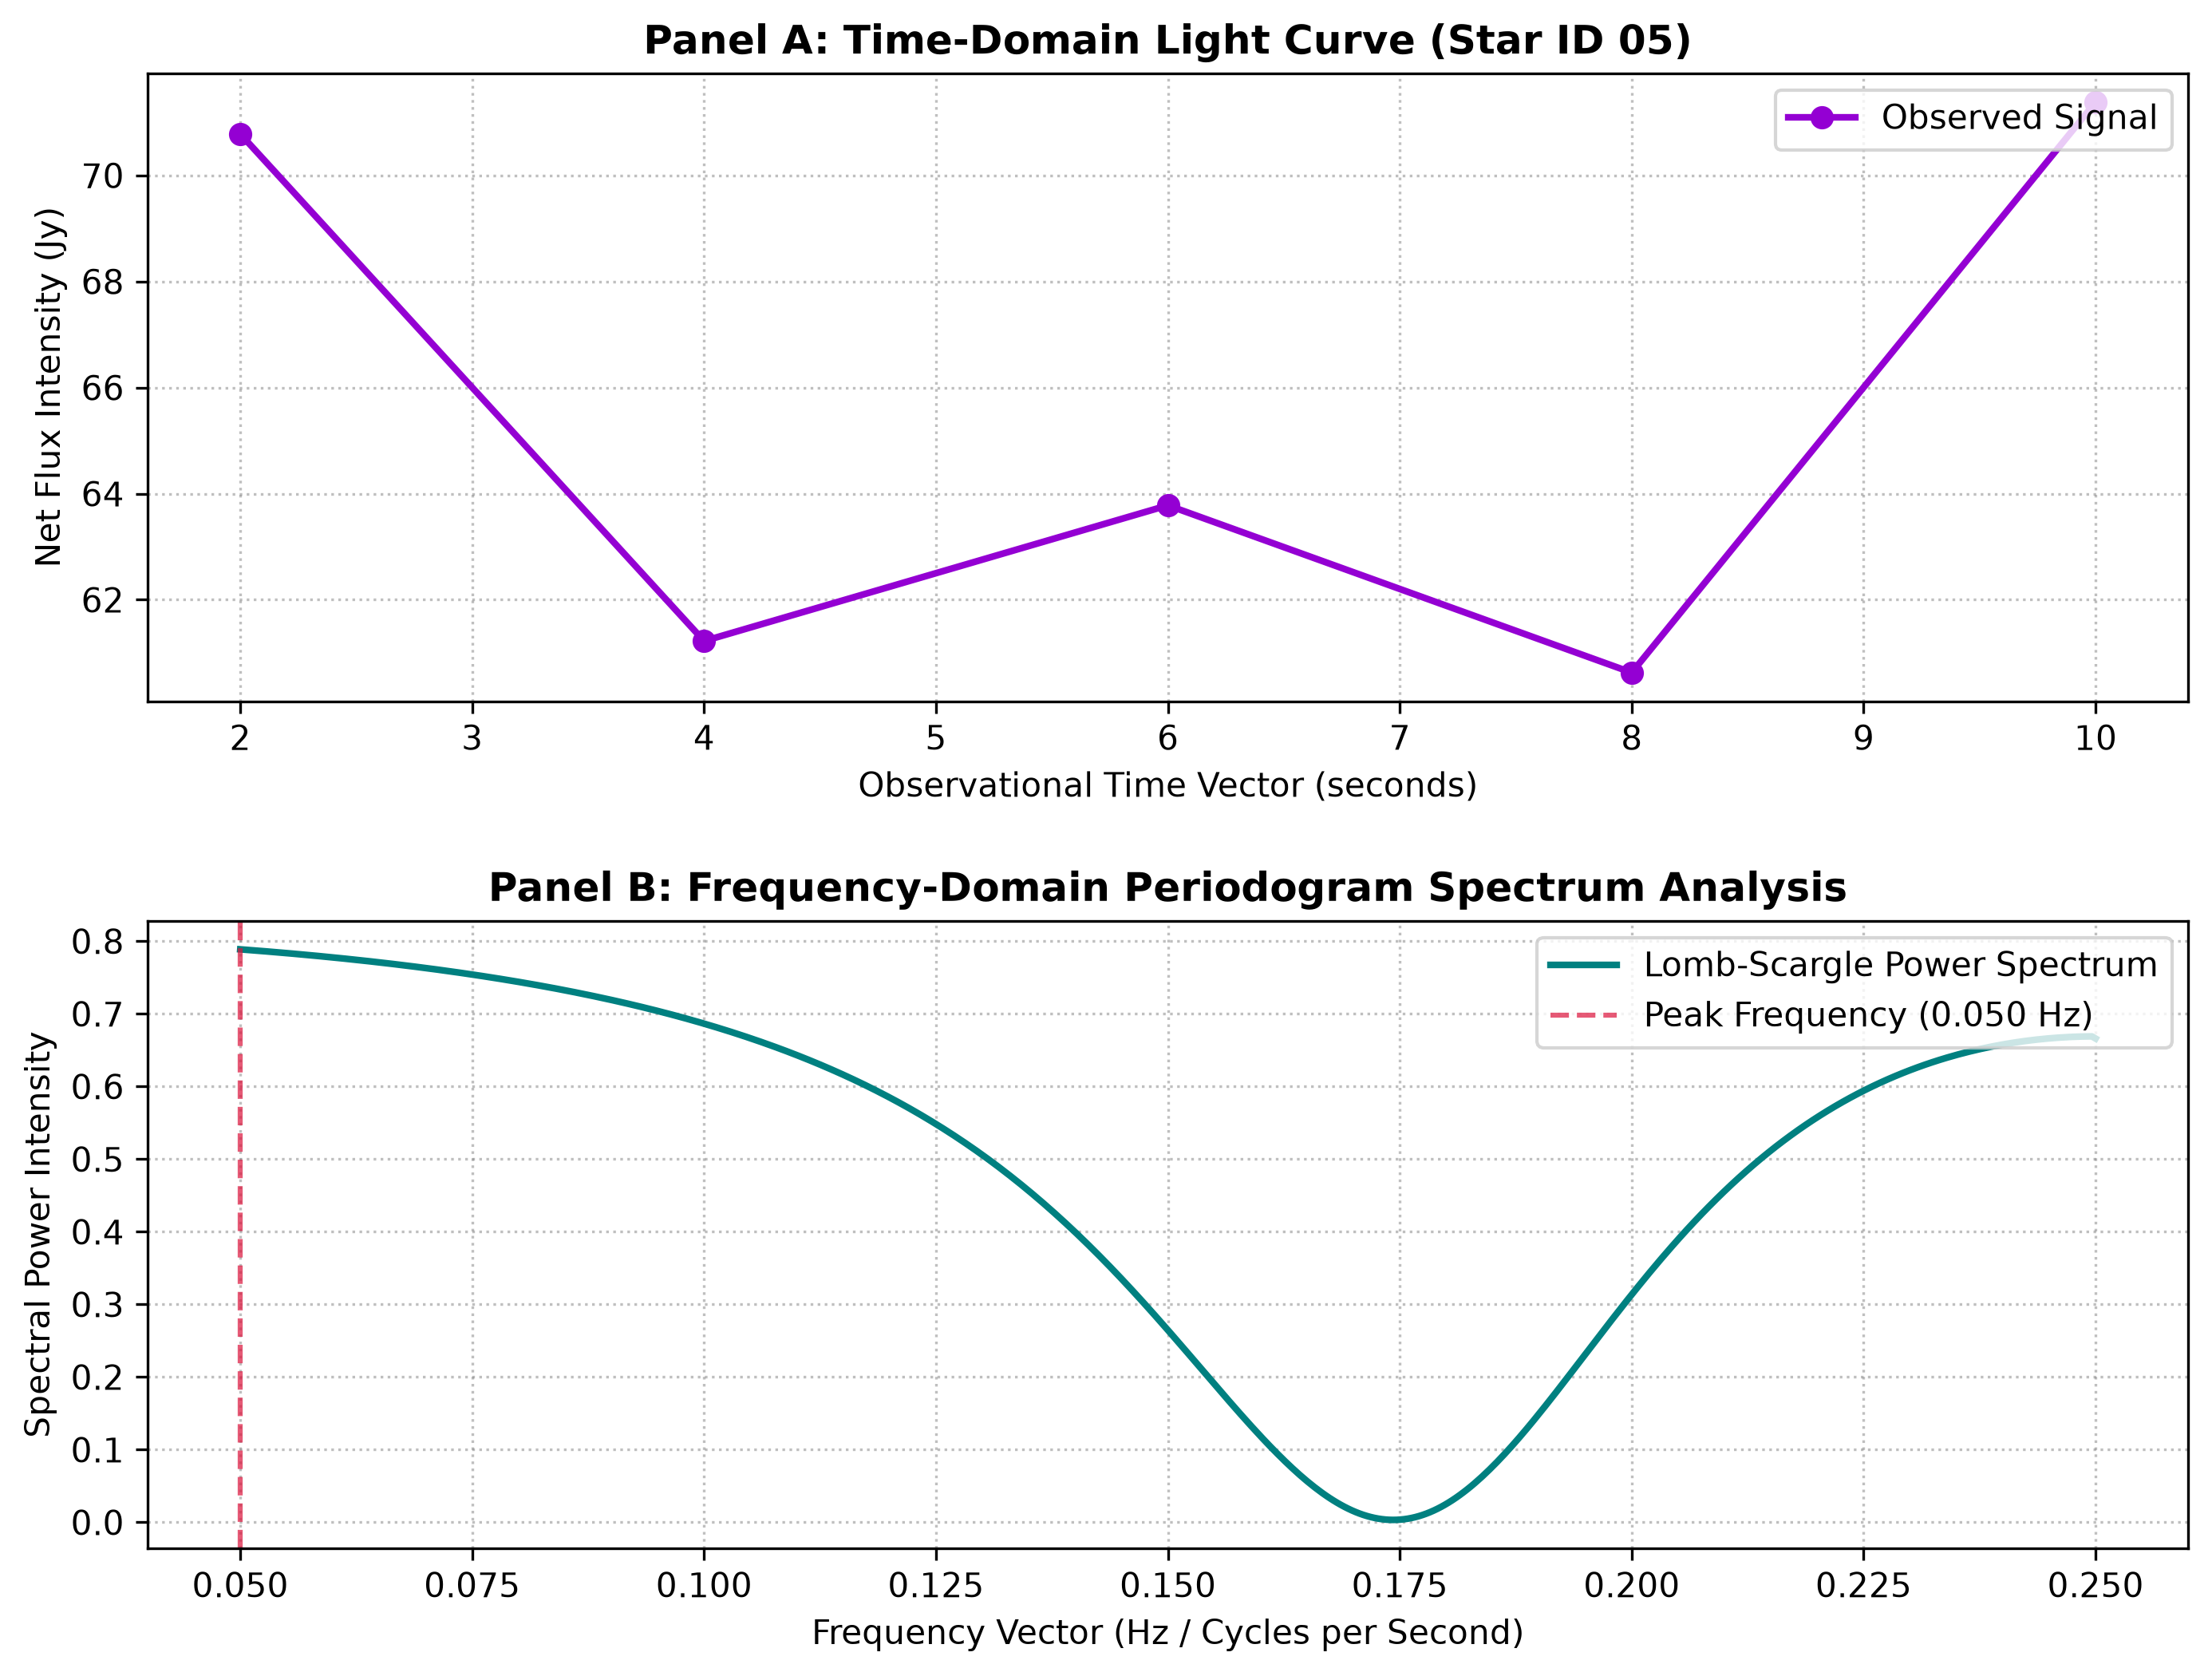 Panel A: Time-Domain Light Curve (Star ID 05)
Observed Signal
Net Flux Intensity (Jy)
70
68
66
64
62
2 3 4 5 6 7 8 9 10
Observational Time Vector (seconds)
Panel B: Frequency-Domain Periodogram Spectrum Analysis
Lomb-Scargle Power Spectrum
Peak Frequency (0.050 Hz)
Spectral Power Intensity
0.8
0.7
0.6
0.5
0.4
0.3
0.2
0.1
0.0
0.050 0.075 0.100 0.125 0.150 0.175 0.200 0.225 0.250
Frequency Vector (Hz / Cycles per Second)